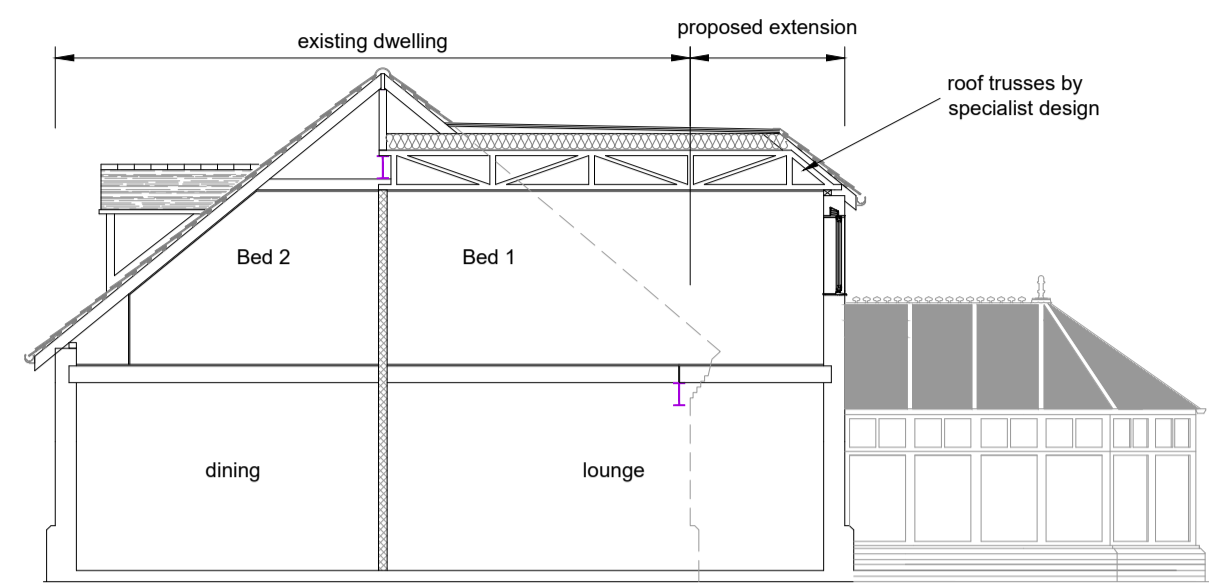 proposed extension
existing dwelling
roof trusses by
specialist design
Bed 2
Bed 1
dining
lounge